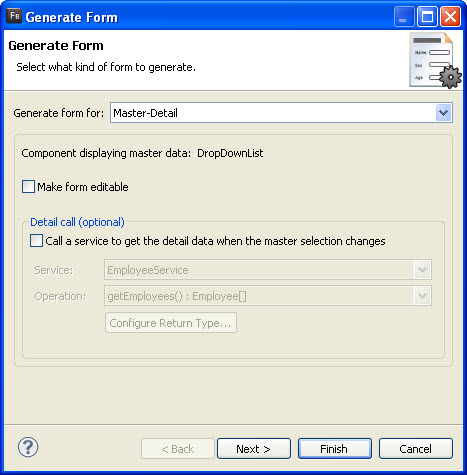 Fb Generate Form
Generate Form
Select what kind of form to generate.
Name
Sex
Age
Generate form for: Master-Detail
Component displaying master data: DropDownList
Make form editable
Detail call (optional)
Call a service to get the detail data when the master selection changes
Service: EmployeeService
Operation: getEmployees() : Employee[]
Configure Return Type...
? < Back Next > Finish Cancel